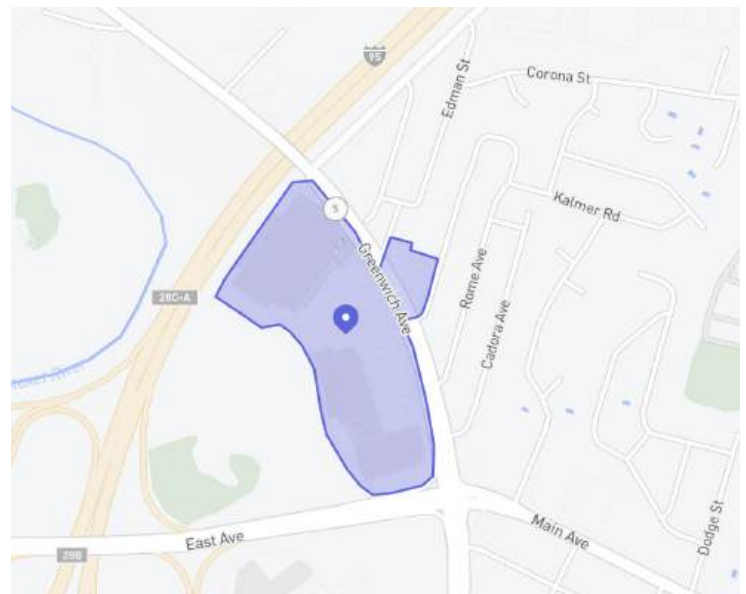 95
Corona St
Edman St
Kalmer Rd
5
Greenwich Ave
Rome Ave
28C-A
Cadora Ave
East Ave
28B
Main Ave
Dodge St